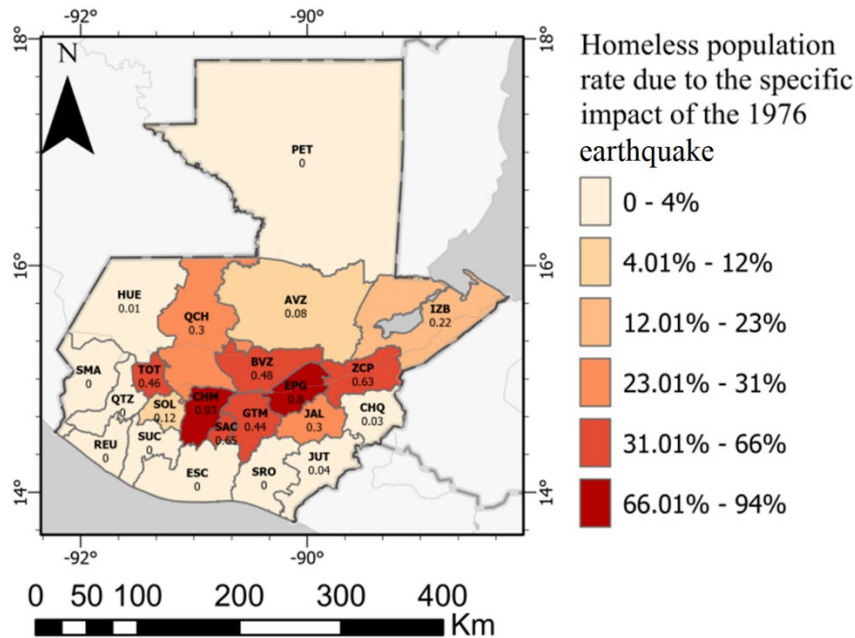 -92°
-90°
18°
18°
N
PET
0
16°
16°
HUE
0.01
QCH
0.3
AVZ
0.08
IZB
0.22
SMA
0
TOT
0.46
BVZ
0.48
ZCP
0.63
EPG
0.8
QTZ
0
SOL
0.12
CHM
0.93
GTM
0.44
JAL
0.3
CHQ
0.03
SAC
0.65
REU
0
SUC
0
ESC
0
SRO
0
JUT
0.04
14°
14°
-92°
-90°
0 50 100 200 300 400
Km
Homeless population
rate due to the specific
impact of the 1976
earthquake
0 - 4%
4.01% - 12%
12.01% - 23%
23.01% - 31%
31.01% - 66%
66.01% - 94%